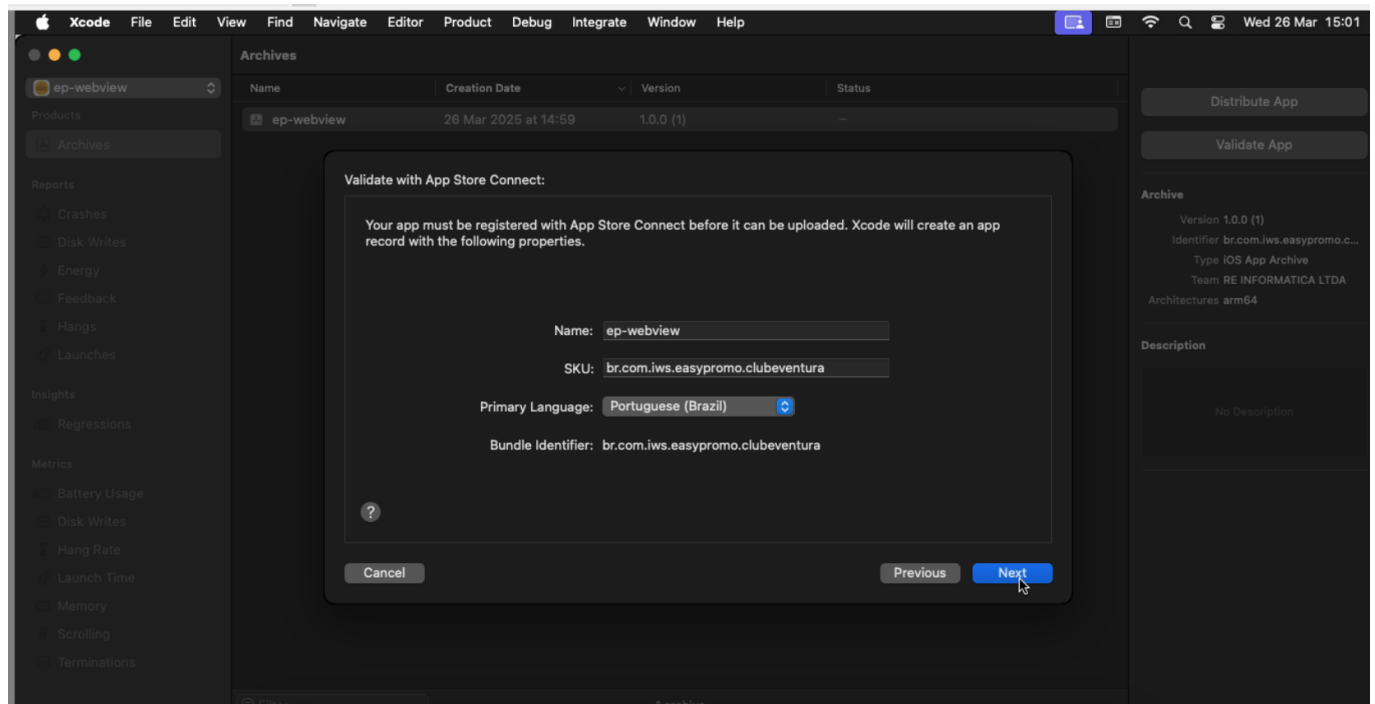 Xcode File Edit View Find Navigate Editor Product Debug Integrate Window Help Wed 26 Mar 15:01
Archives
ep-webview
Name Creation Date Version Status
Products
ep-webview 26 Mar 2025 at 14:59 1.0.0 (1) –
Archives
Reports
Crashes
Disk Writes
Energy
Feedback
Hangs
Launches
Insights
Regressions
Metrics
Battery Usage
Disk Writes
Hang Rate
Launch Time
Memory
Scrolling
Terminations
Validate with App Store Connect:
Your app must be registered with App Store Connect before it can be uploaded. Xcode will create an app
record with the following properties.
Name: ep-webview
SKU: br.com.iws.easypromo.clubeventura
Primary Language: Portuguese (Brazil)
Bundle Identifier: br.com.iws.easypromo.clubeventura
?
Cancel Previous Next
Distribute App
Validate App
Archive
Version 1.0.0 (1)
Identifier br.com.iws.easypromo.c...
Type iOS App Archive
Team RE INFORMATICA LTDA
Architectures arm64
Description
No Description